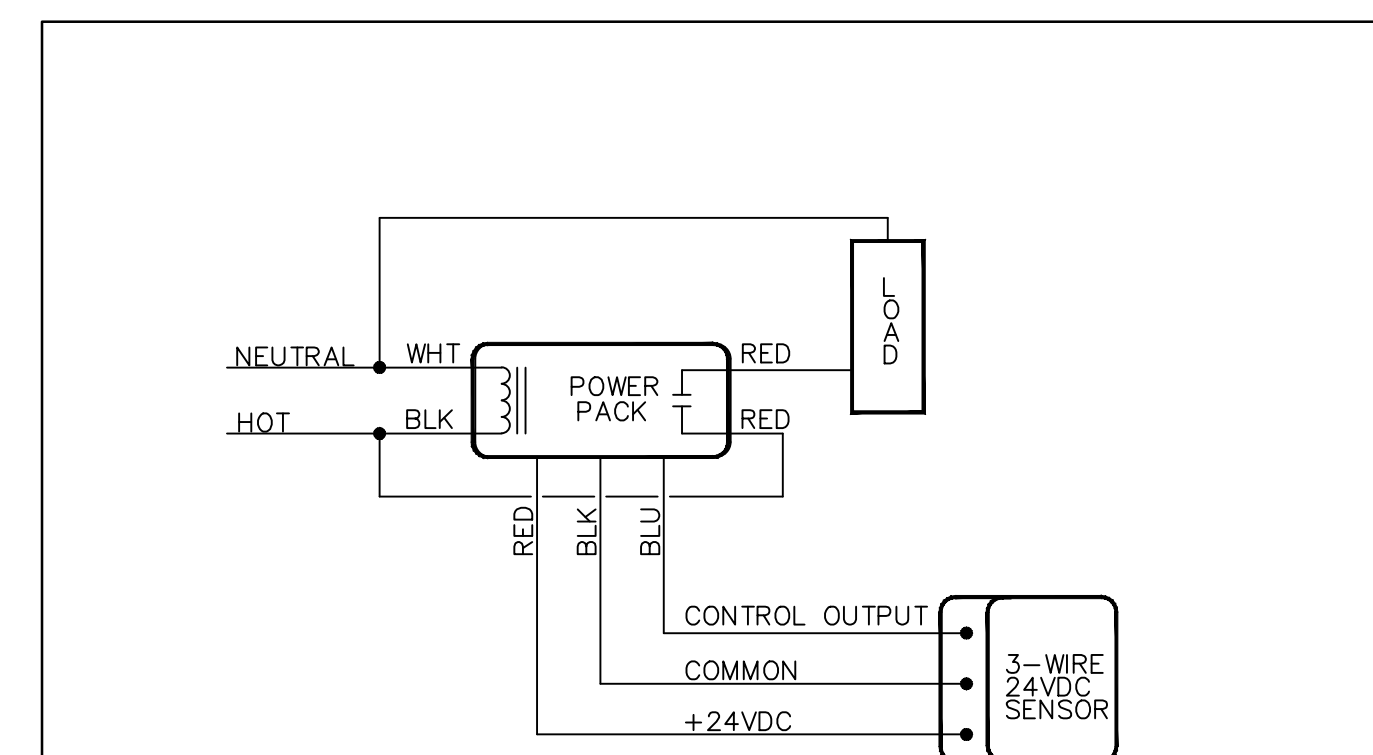 LOAD
NEUTRAL
WHT
POWER
PACK
RED
HOT
BLK
RED
RED
BLK
BLU
CONTROL OUTPUT
COMMON
+24VDC
3-WIRE
24VDC
SENSOR